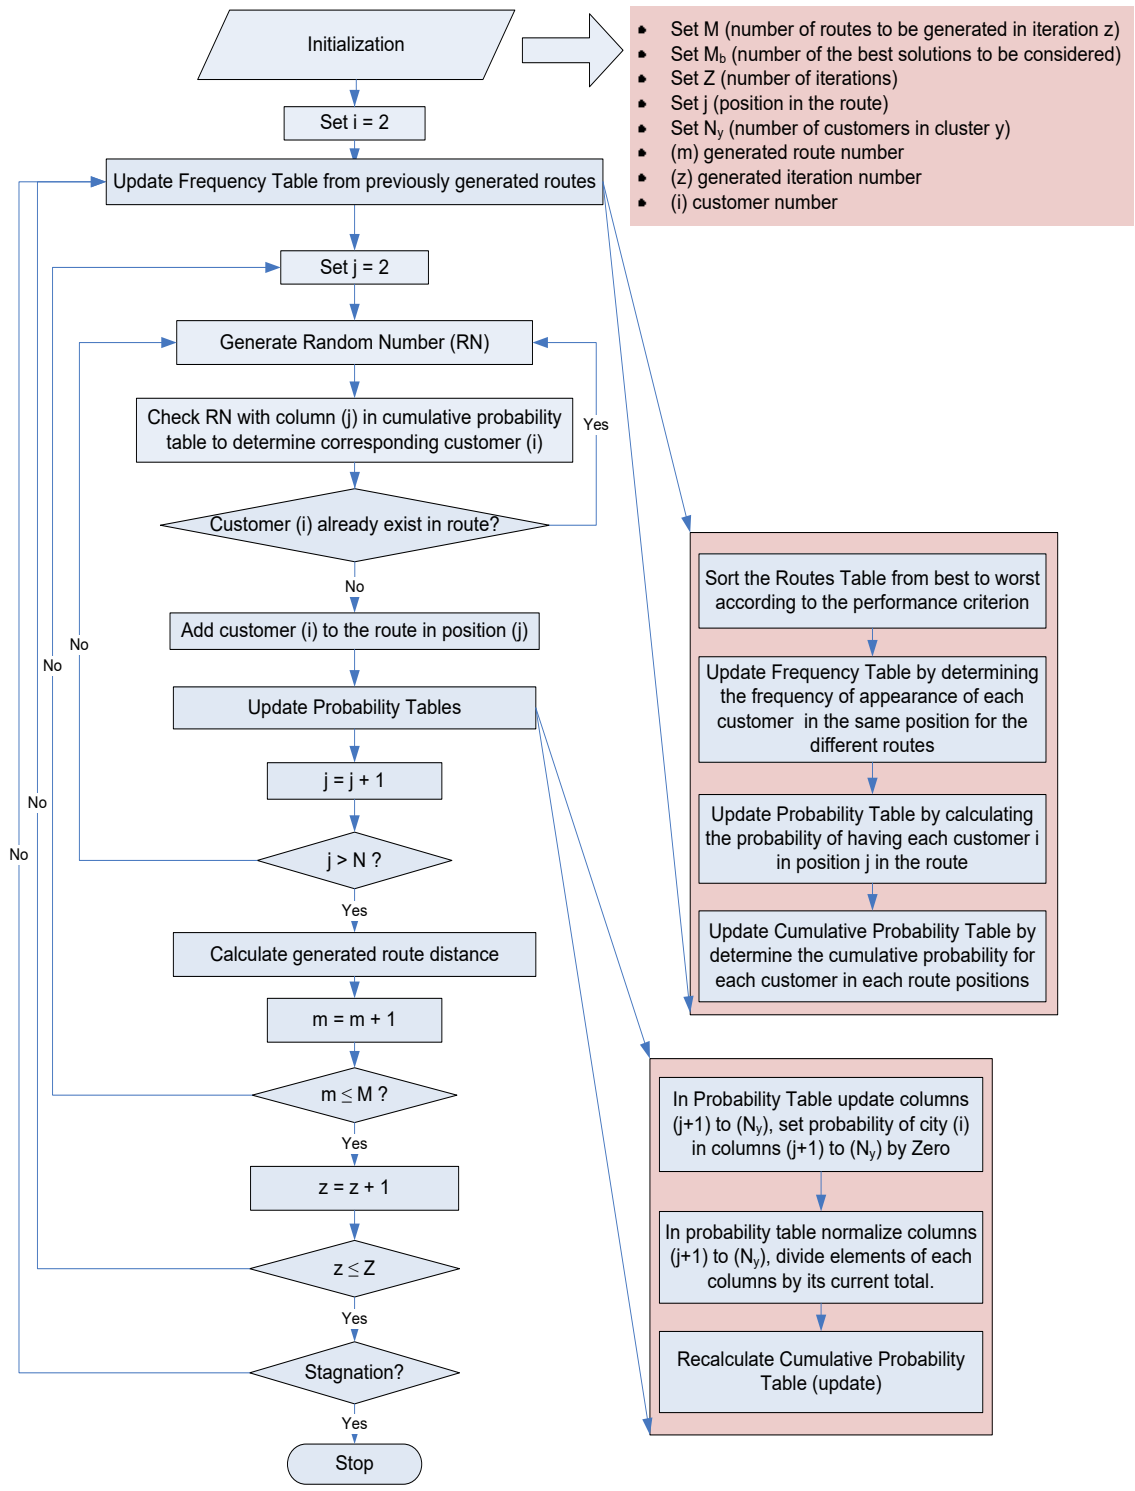 Initialization
Set M (number of routes to be generated in iteration z)
Set Mb (number of the best solutions to be considered)
Set Z (number of iterations)
Set j (position in the route)
Set Ny (number of customers in cluster y)
(m) generated route number
(z) generated iteration number
(i) customer number
Set i = 2
Update Frequency Table from previously generated routes
Set j = 2
Generate Random Number (RN)
Check RN with column (j) in cumulative probability
table to determine corresponding customer (i)
Yes
Customer (i) already exist in route?
No
Add customer (i) to the route in position (j)
No
No
Update Probability Tables
j = j + 1
No
j > N ?
No
Yes
Calculate generated route distance
m = m + 1
m ≤ M ?
Yes
z = z + 1
z ≤ Z
Yes
Stagnation?
Yes
Stop
Sort the Routes Table from best to worst
according to the performance criterion
Update Frequency Table by determining
the frequency of appearance of each
customer in the same position for the
different routes
Update Probability Table by calculating
the probability of having each customer i
in position j in the route
Update Cumulative Probability Table by
determine the cumulative probability for
each customer in each route positions
In Probability Table update columns
(j+1) to (Ny), set probability of city (i)
in columns (j+1) to (Ny) by Zero
In probability table normalize columns
(j+1) to (Ny), divide elements of each
columns by its current total.
Recalculate Cumulative Probability
Table (update)